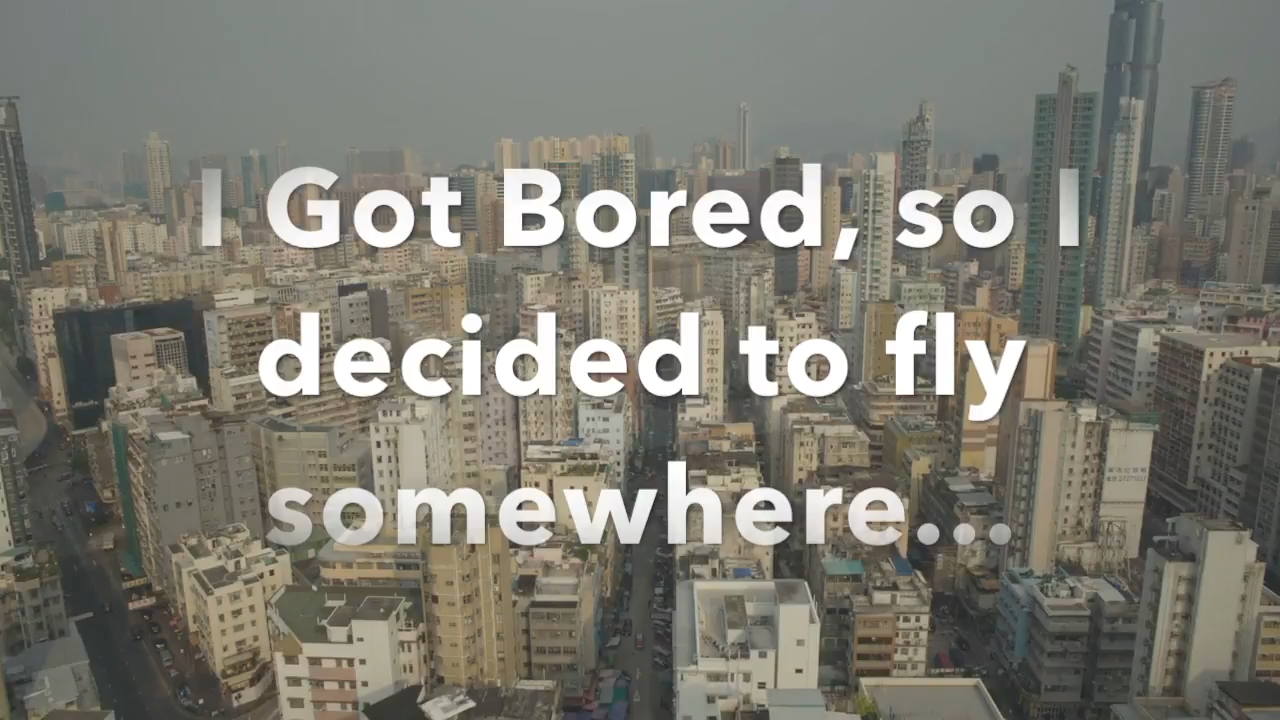 I Got Bored, so I
decided to fly
somewhere...